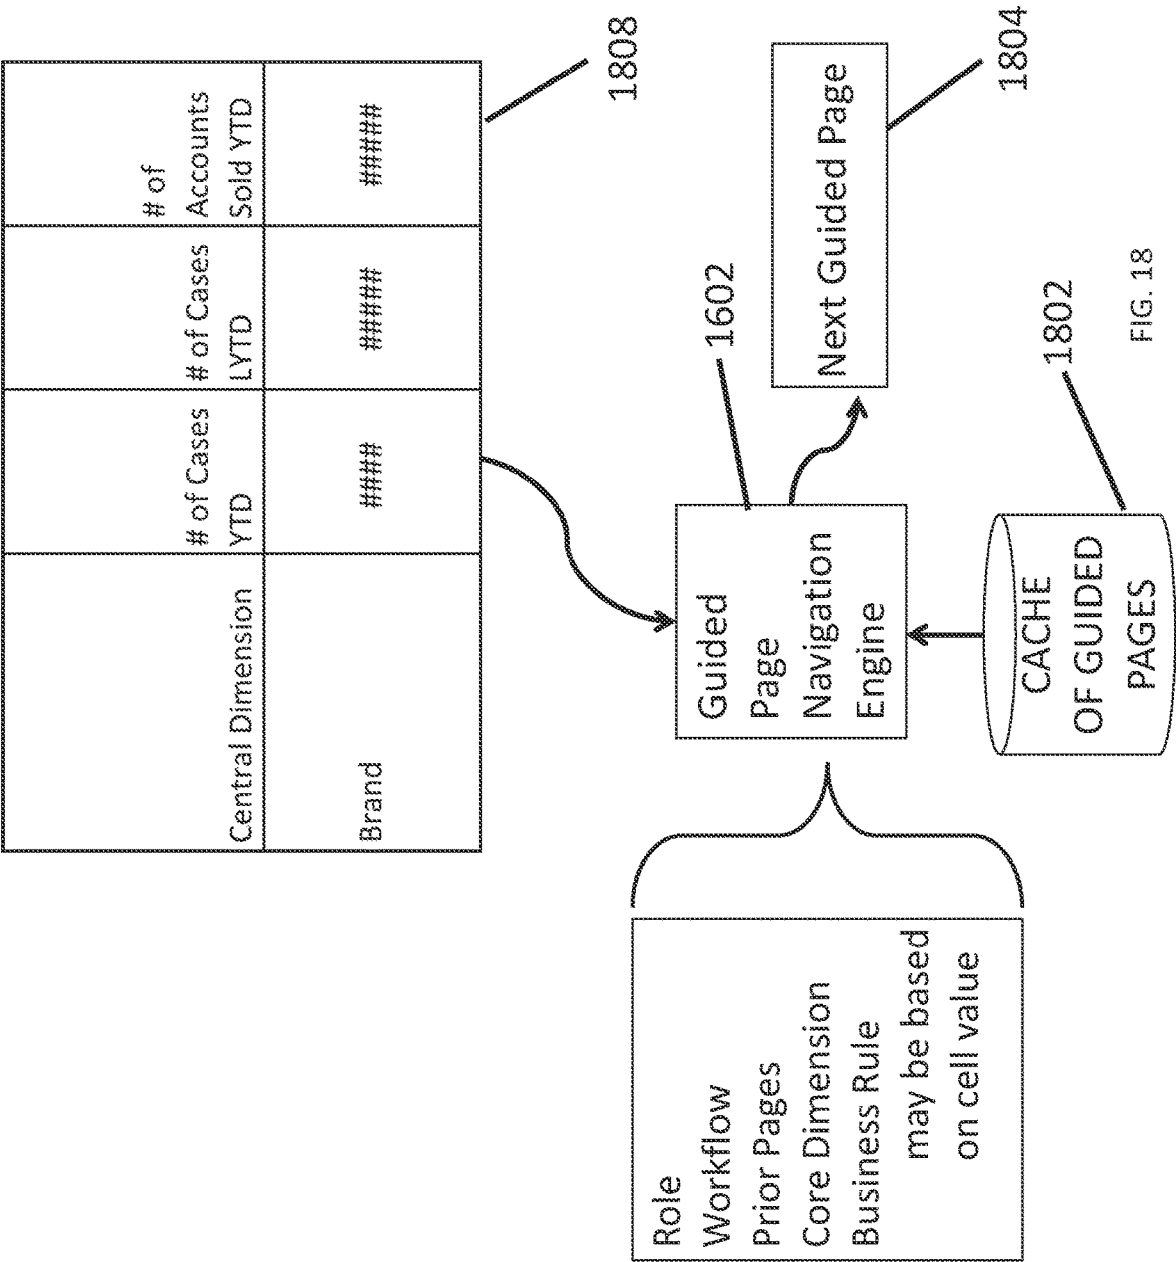 Central Dimension
# of Cases
YTD
# of Cases
LYTD
# of
Accounts
Sold YTD
Brand
####
#####
#####
1808
Role
Workflow
Prior Pages
Core Dimension
Business Rule
may be based
on cell value
Guided
Page
Navigation
Engine
1602
Next Guided Page
1804
CACHE
OF GUIDED
PAGES
1802
FIG. 18